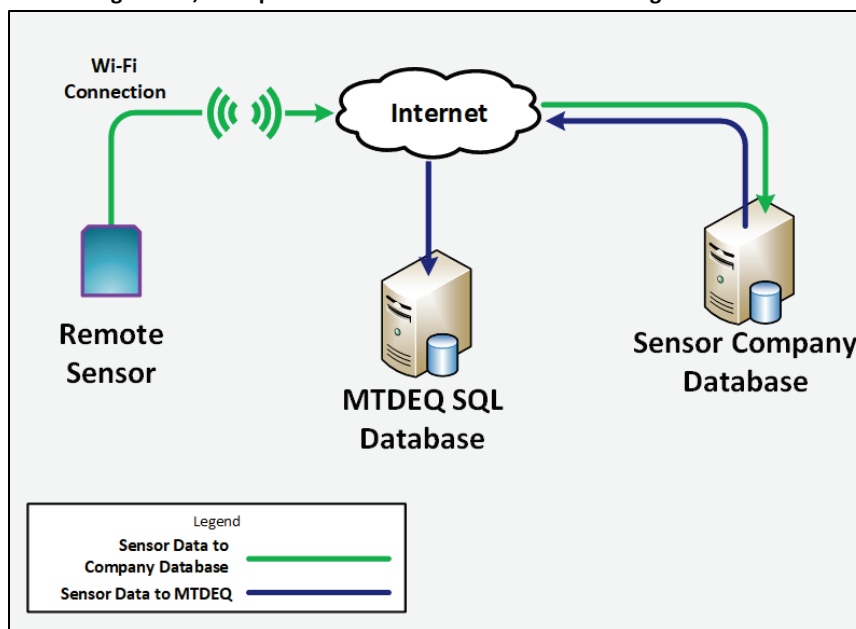 Wi-Fi
Connection
Internet
Remote
Sensor
MTDEQ SQL
Database
Sensor Company
Database
Legend
Sensor Data to
Company Database
Sensor Data to MTDEQ